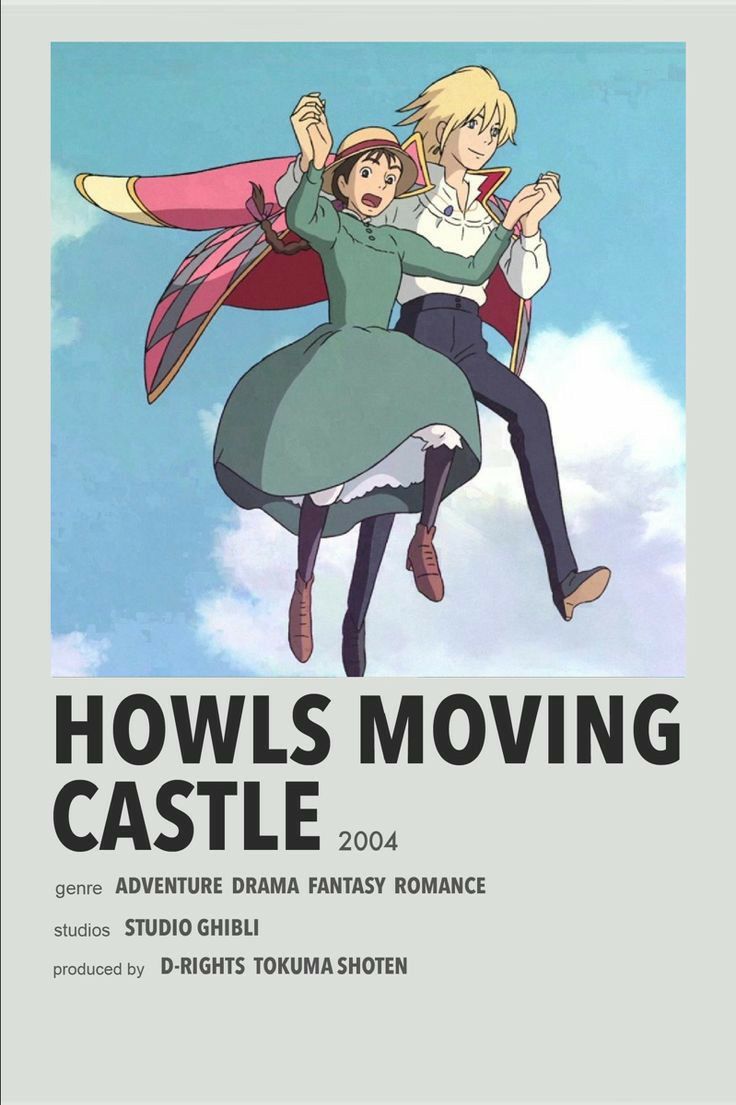 HOWLS MOVING
CASTLE 2004
genre ADVENTURE DRAMA FANTASY ROMANCE
studios STUDIO GHIBLI
produced by D-RIGHTS TOKUMA SHOTEN